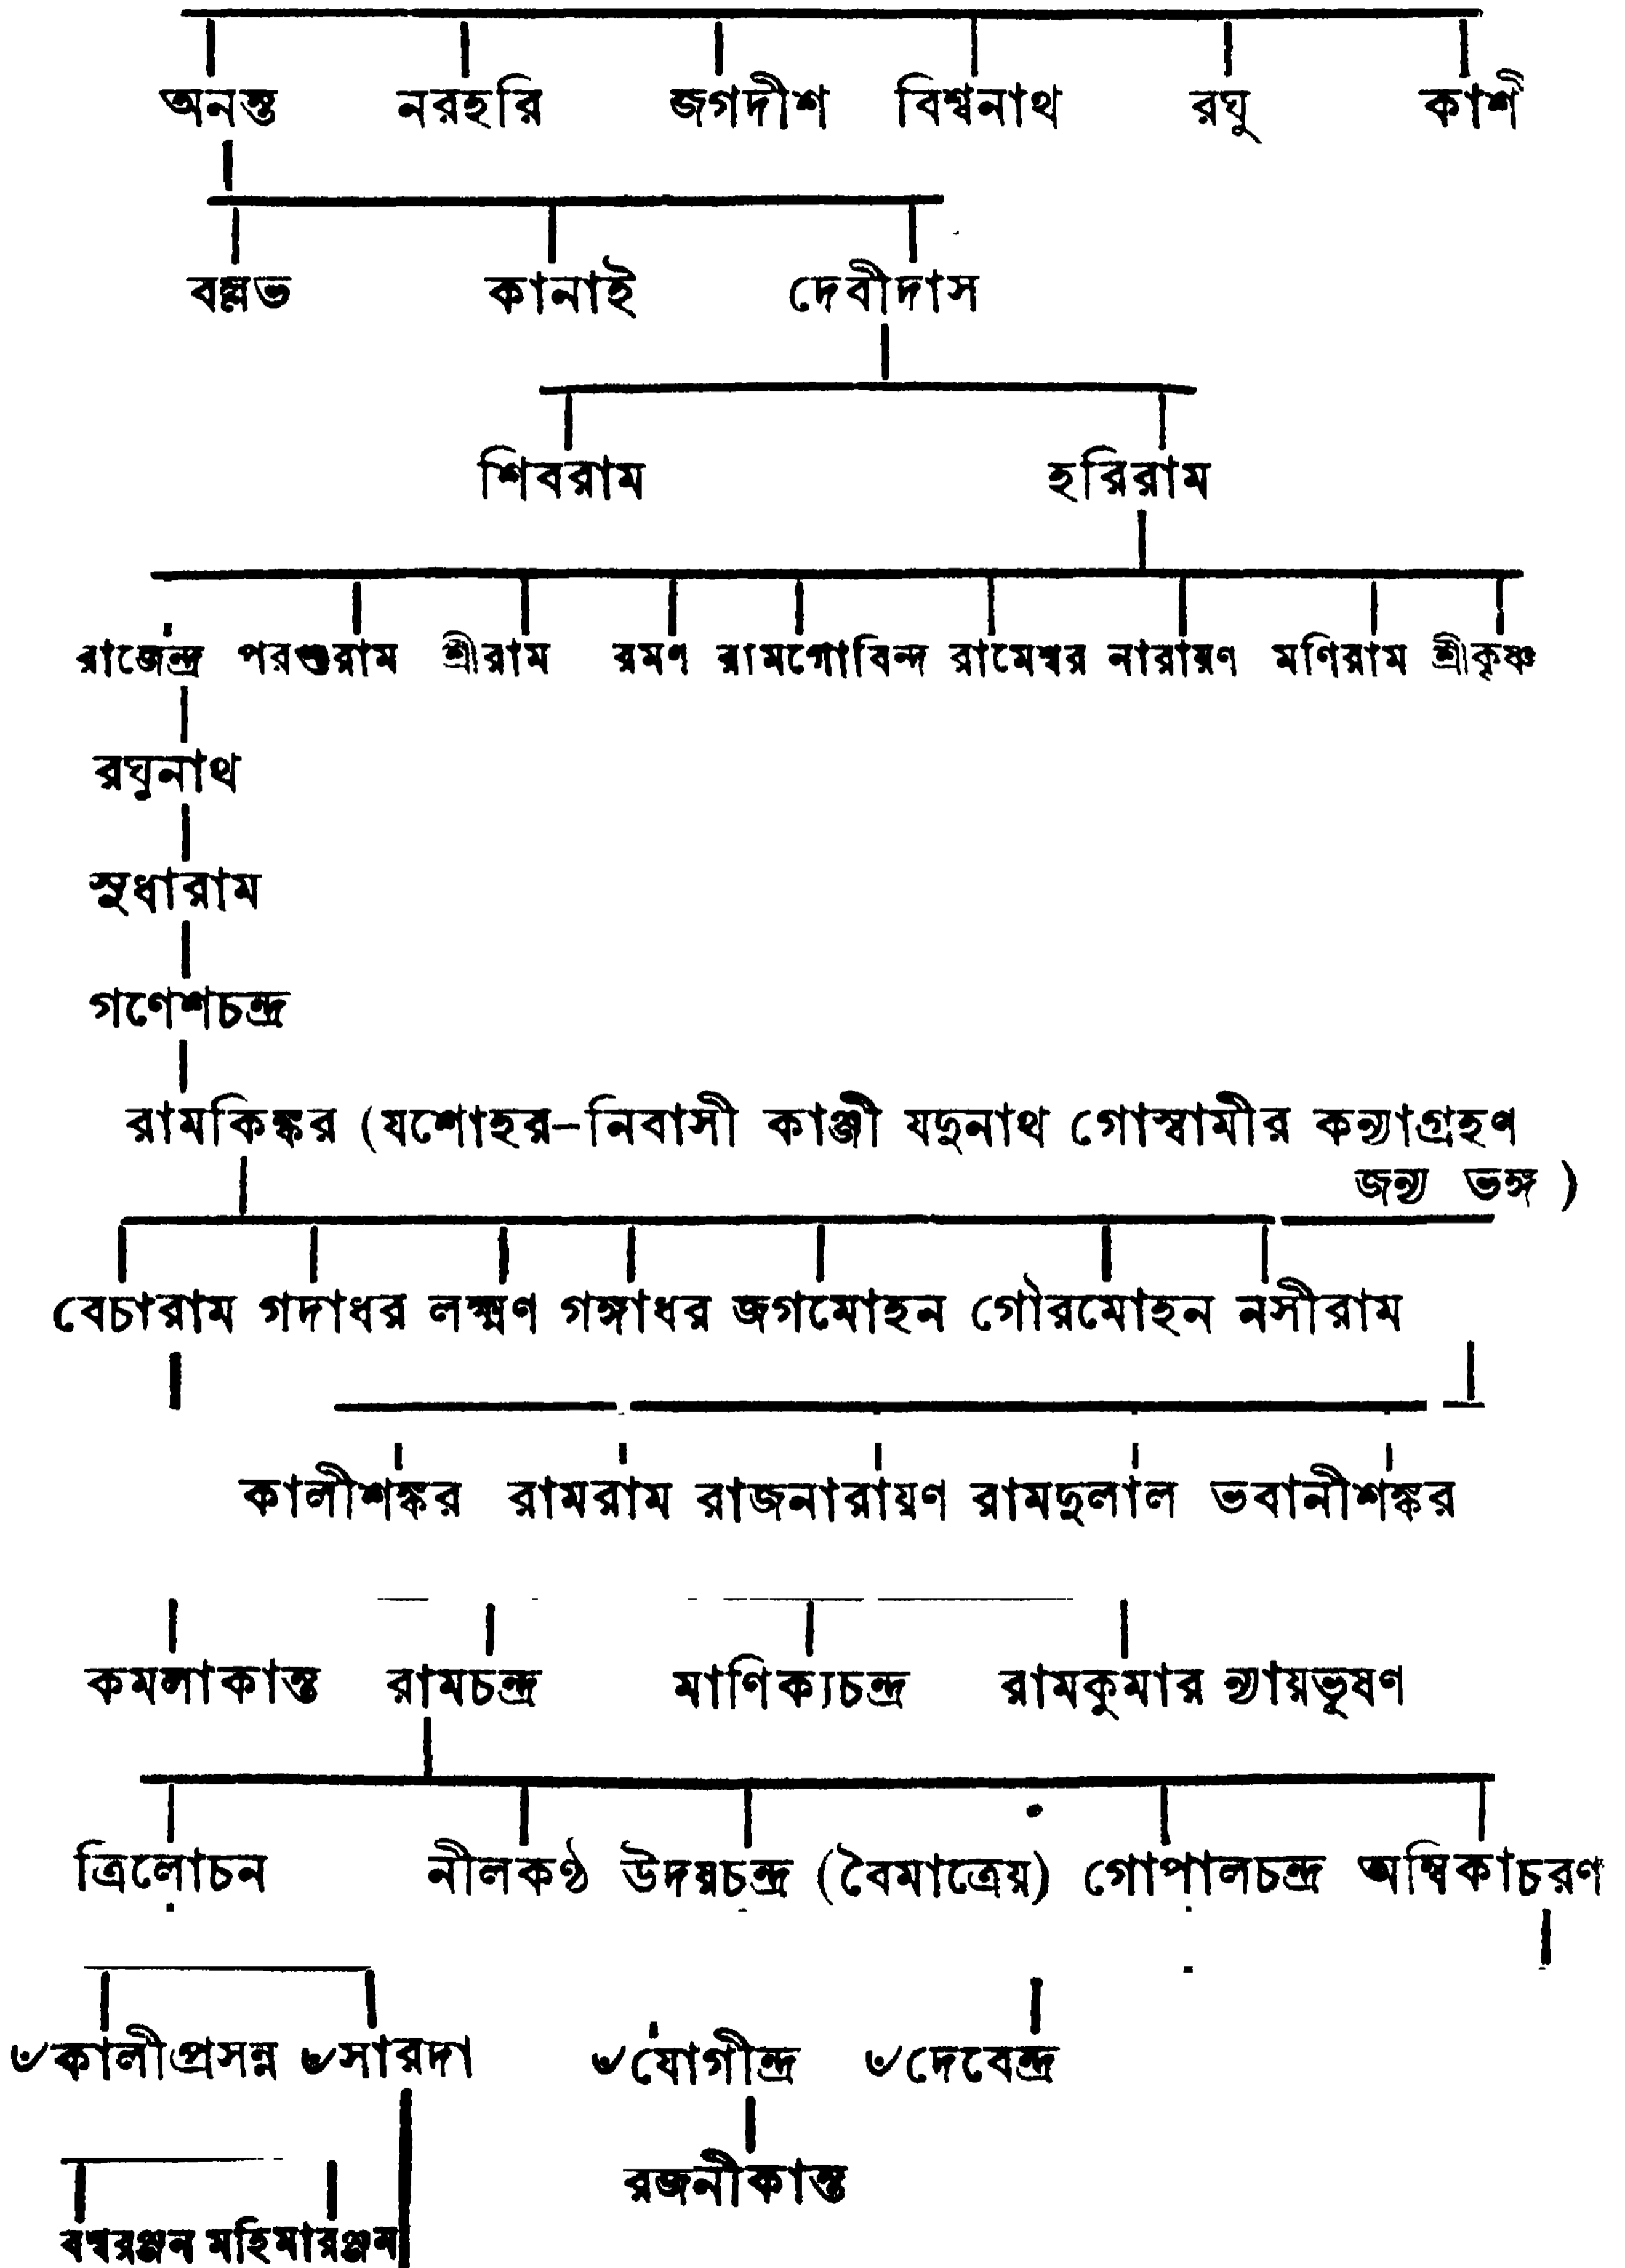 অনন্ত নরহরি জগদীশ বিশ্বনাথ রঘু কাশী
বল্লভ কানাই দেবীদাস
শিবরাম হরিরাম
রাজেন্দ্র পরশুরাম শ্রীরাম রমণ রামগোবিন্দ রামেশ্বর নারায়ণ মণিরাম শ্রীকৃষ্ণ
রঘুনাথ
সুধারাম
গণেশচন্দ্র
রামকিঙ্কর (যশোহর-নিবাসী কাঞ্জী যদুনাথ গোস্বামীর কন্যাগ্রহণ
জন্য ভঙ্গ )
বেচারাম গদাধর লক্ষ্মণ গঙ্গাধর জগমোহন গৌরমোহন নসীরাম
কালীশঙ্কর রামরাম রাজনারায়ণ রামদুলাল ভবানীশঙ্কর
কমলাকান্ত রামচন্দ্র মাণিক্যচন্দ্র রামকুমার ন্যায়ভূষণ
ত্রিলোচন নীলকণ্ঠ উদয়চন্দ্র (বৈমাত্রেয়) গোপালচন্দ্র অম্বিকাচরণ
৺কালীপ্রসন্ন ৺সারদা ৺যোগীন্দ্র ৺দেবেন্দ্র
রজনীকান্ত
মহিমারঞ্জন